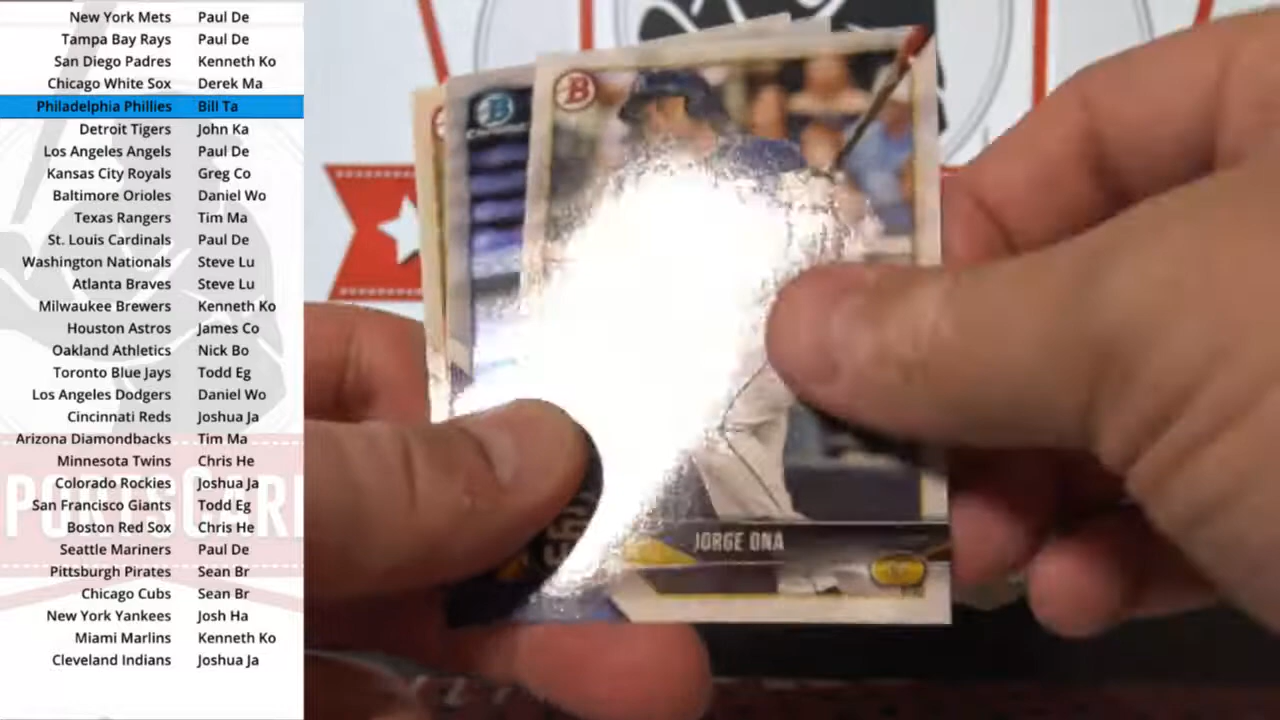 New York Mets Paul De
Tampa Bay Rays Paul De
San Diego Padres Kenneth Ko
Chicago White Sox Derek Ma
Philadelphia Phillies Bill Ta
Detroit Tigers John Ka
Los Angeles Angels Paul De
Kansas City Royals Greg Co
Baltimore Orioles Daniel Wo
Texas Rangers Tim Ma
St. Louis Cardinals Paul De
Washington Nationals Steve Lu
Atlanta Braves Steve Lu
Milwaukee Brewers Kenneth Ko
Houston Astros James Co
Oakland Athletics Nick Bo
Toronto Blue Jays Todd Eg
Los Angeles Dodgers Daniel Wo
Cincinnati Reds Joshua Ja
Arizona Diamondbacks Tim Ma
Minnesota Twins Chris He
Colorado Rockies Joshua Ja
San Francisco Giants Todd Eg
Boston Red Sox Chris He
Seattle Mariners Paul De
Pittsburgh Pirates Sean Br
Chicago Cubs Sean Br
New York Yankees Josh Ha
Miami Marlins Kenneth Ko
Cleveland Indians Joshua Ja
PORTSCAR
B
B
JORGE ONA